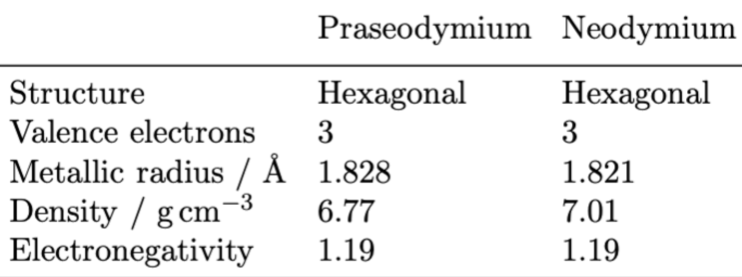 Praseodymium Neodymium
Structure Hexagonal Hexagonal
Valence electrons 3 3
Metallic radius / Å 1.828 1.821
Density / g cm⁻³ 6.77 7.01
Electronegativity 1.19 1.19